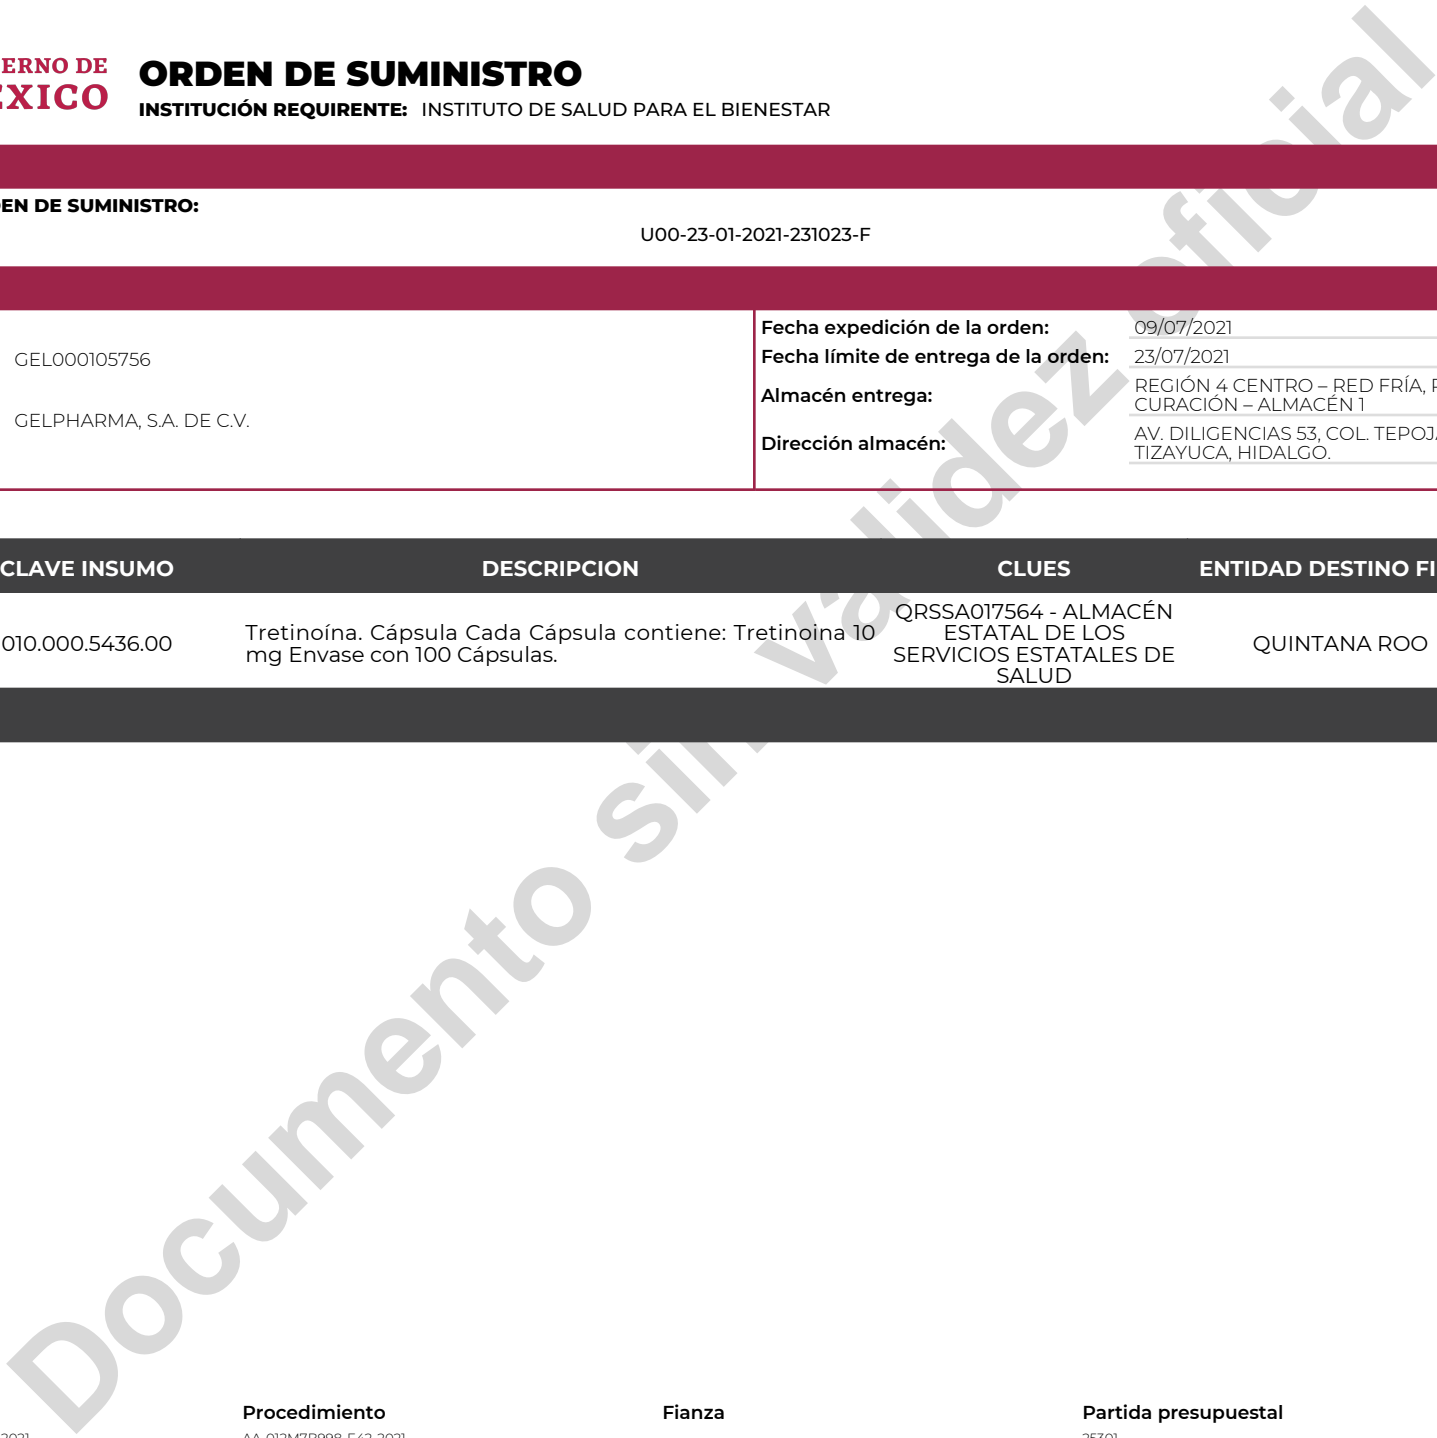 ERNO DE
EXICO
ORDEN DE SUMINISTRO
INSTITUCIÓN REQUIRENTE: INSTITUTO DE SALUD PARA EL BIENESTAR
EN DE SUMINISTRO:
U00-23-01-2021-231023-F
GEL000105756
GELPHARMA, S.A. DE C.V.
Fecha expedición de la orden: 09/07/2021
Fecha límite de entrega de la orden: 23/07/2021
Almacén entrega: REGIÓN 4 CENTRO – RED FRÍA,
CURACIÓN – ALMACÉN 1
Dirección almacén: AV. DILIGENCIAS 53, COL. TEPOJ
TIZAYUCA, HIDALGO.
CLAVE INSUMO DESCRIPCION CLUES ENTIDAD DESTINO FI
010.000.5436.00
Tretinoína. Cápsula Cada Cápsula contiene: Tretinoina 10
mg Envase con 100 Cápsulas.
QRSSA017564 - ALMACÉN
ESTATAL DE LOS
SERVICIOS ESTATALES DE
SALUD
QUINTANA ROO
Documento sin validez oficial
Procedimiento Fianza Partida presupuestal